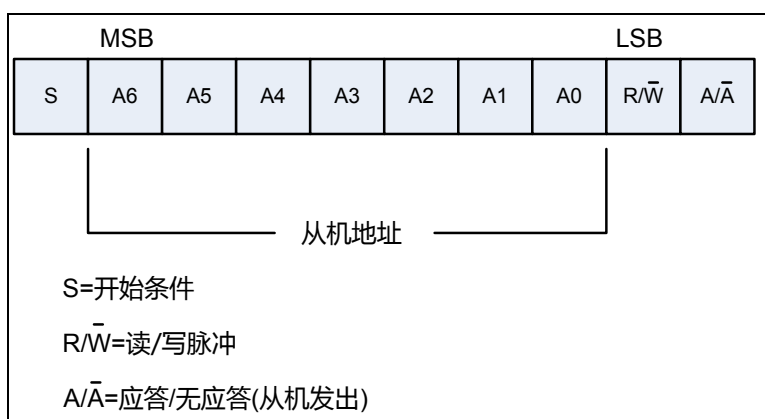 MSB LSB
S A6 A5 A4 A3 A2 A1 A0 R/W̅ A/A̅
从机地址
S=开始条件
R/W̅=读/写脉冲
A/A̅=应答/无应答(从机发出)